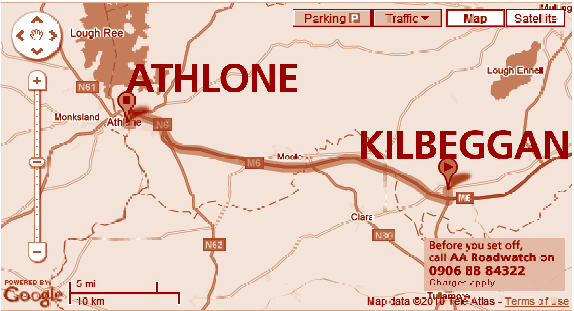 Parking P Traffic Map Satellite
Lough Ree
ATHLONE
Lough Ennell
N61
Monksland
Athlone
N6
KILBEGGAN
M6
Moate
M6
Clara
N62
N80
Before you set off,
call AA Roadwatch on
0906 88 84322
Charges apply
Tullamore
5 mi
10 km
POWERED BY
Google
Map data ©2010 Tele Atlas - Terms of Use